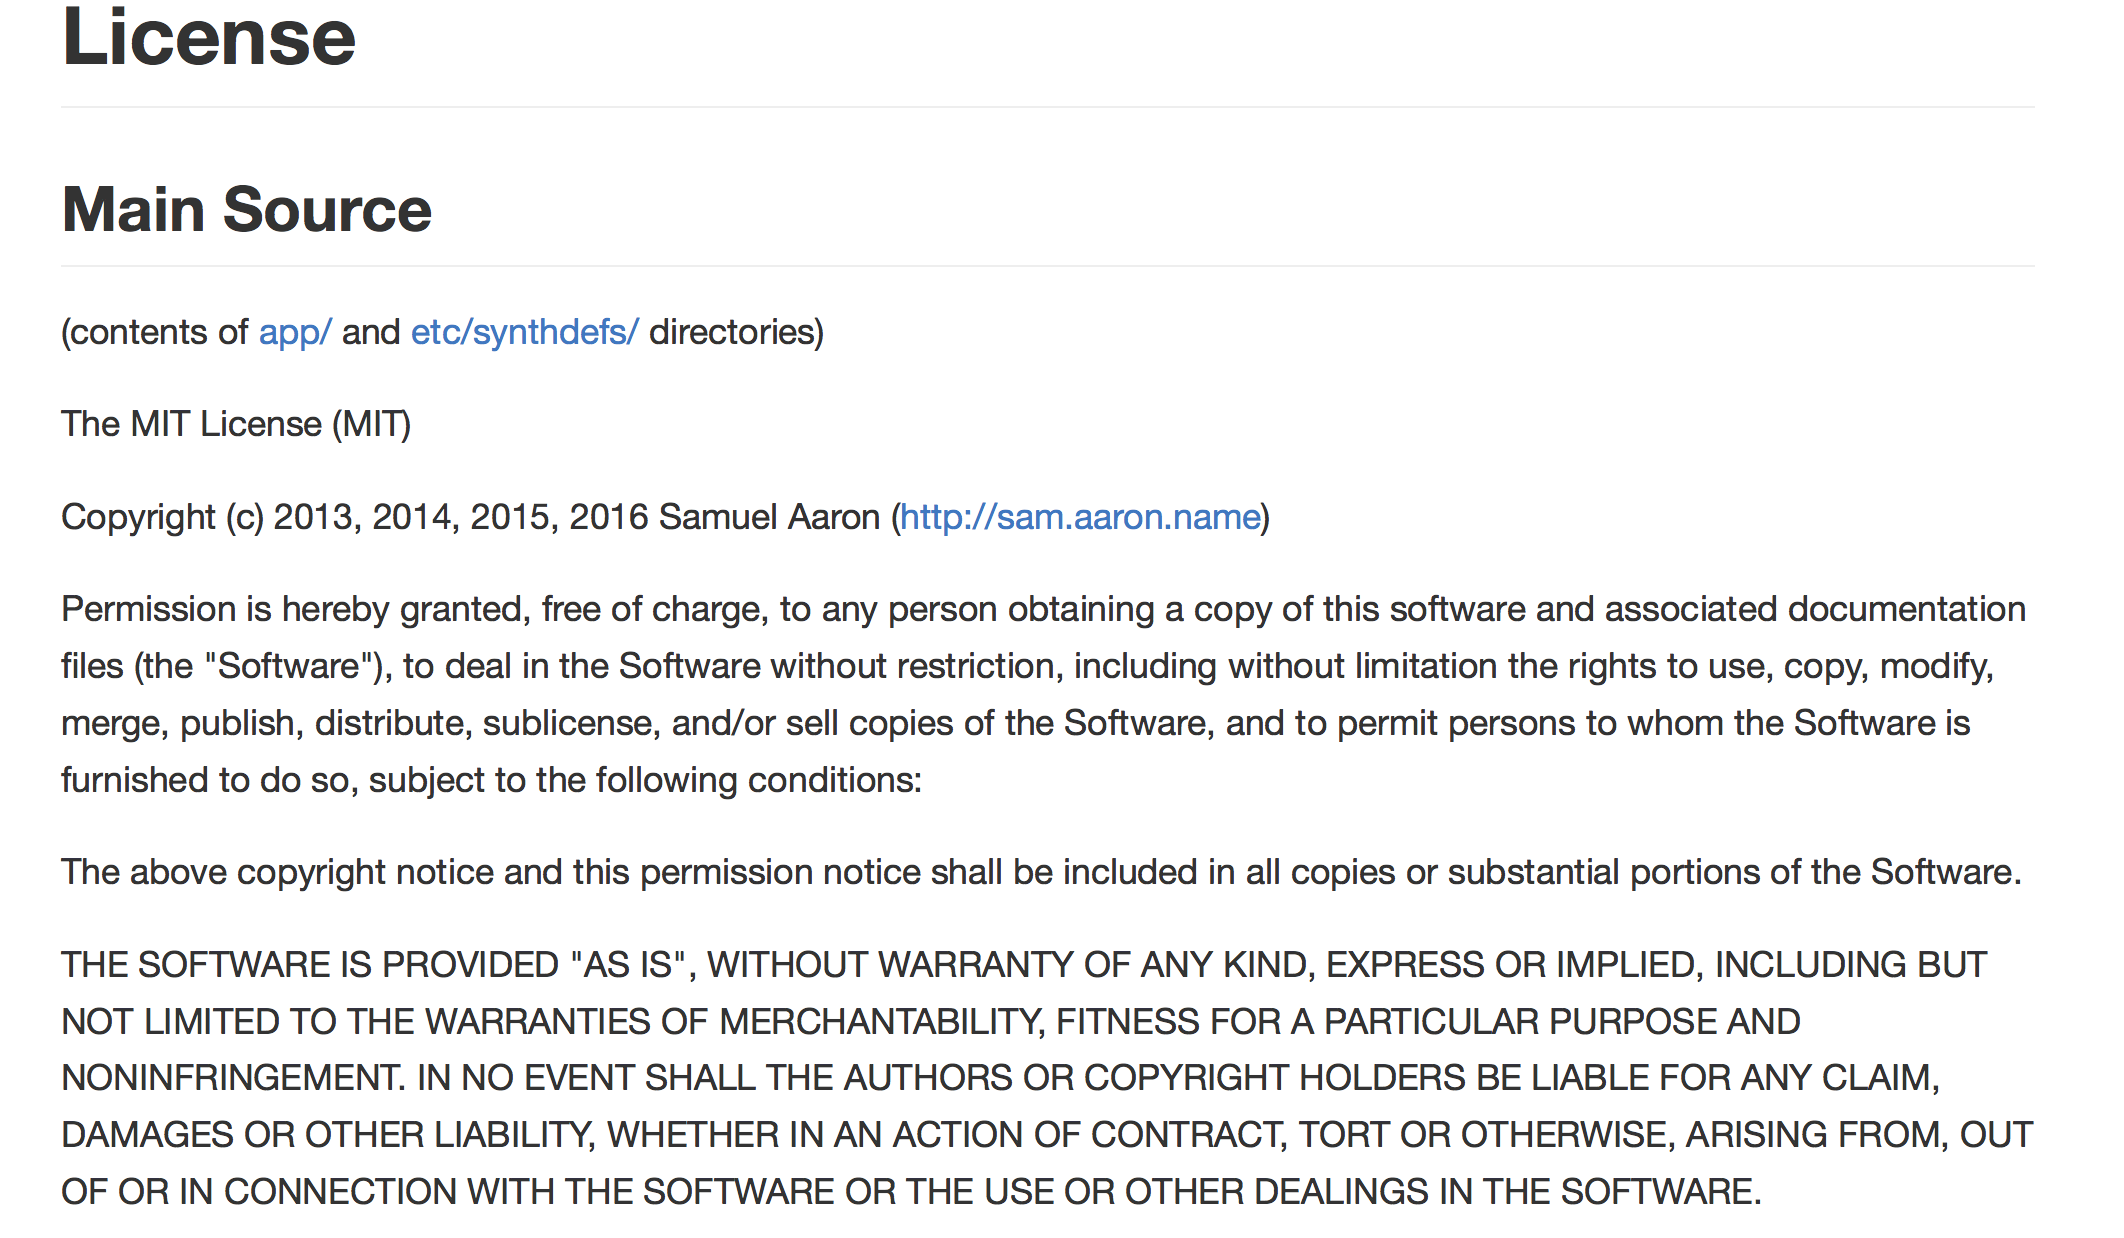 License
Main Source
(contents of app/ and etc/synthdefs/ directories)
The MIT License (MIT)
Copyright (c) 2013, 2014, 2015, 2016 Samuel Aaron (http://sam.aaron.name)
Permission is hereby granted, free of charge, to any person obtaining a copy of this software and associated documentation
files (the "Software"), to deal in the Software without restriction, including without limitation the rights to use, copy, modify,
merge, publish, distribute, sublicense, and/or sell copies of the Software, and to permit persons to whom the Software is
furnished to do so, subject to the following conditions:
The above copyright notice and this permission notice shall be included in all copies or substantial portions of the Software.
THE SOFTWARE IS PROVIDED "AS IS", WITHOUT WARRANTY OF ANY KIND, EXPRESS OR IMPLIED, INCLUDING BUT
NOT LIMITED TO THE WARRANTIES OF MERCHANTABILITY, FITNESS FOR A PARTICULAR PURPOSE AND
NONINFRINGEMENT. IN NO EVENT SHALL THE AUTHORS OR COPYRIGHT HOLDERS BE LIABLE FOR ANY CLAIM,
DAMAGES OR OTHER LIABILITY, WHETHER IN AN ACTION OF CONTRACT, TORT OR OTHERWISE, ARISING FROM, OUT
OF OR IN CONNECTION WITH THE SOFTWARE OR THE USE OR OTHER DEALINGS IN THE SOFTWARE.